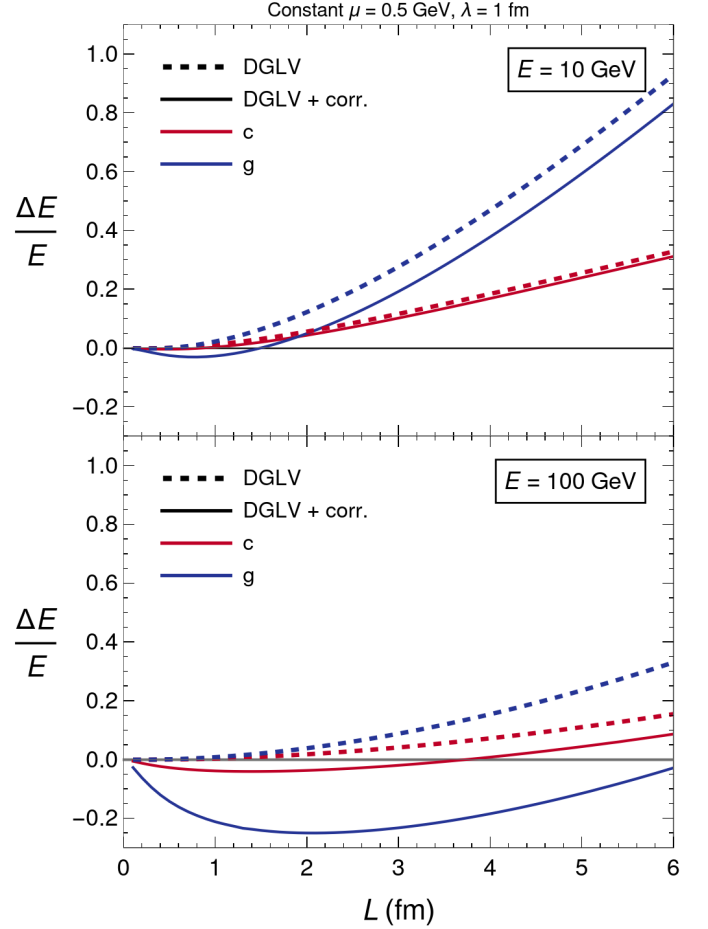 Constant μ = 0.5 GeV, λ = 1 fm
1.0
0.8
0.6
0.4
0.2
0.0
−0.2
ΔE
E
DGLV
DGLV + corr.
c
g
E = 10 GeV
1.0
0.8
0.6
0.4
0.2
0.0
−0.2
ΔE
E
DGLV
DGLV + corr.
c
g
E = 100 GeV
0 1 2 3 4 5 6
L (fm)